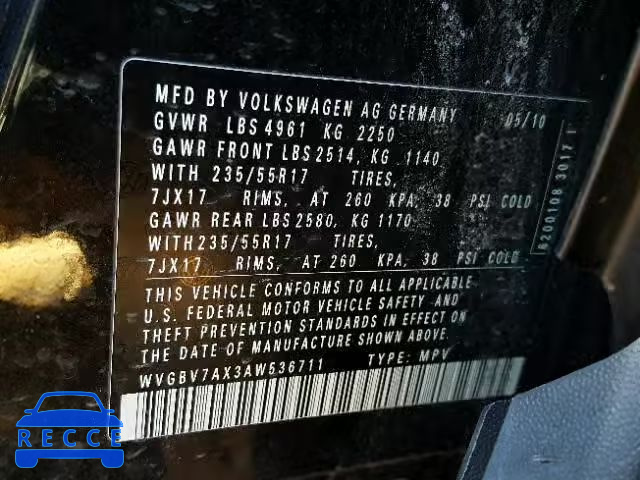 MFD BY VOLKSWAGEN AG GERMANY 05/10
GVWR LBS 4961 KG 2250
GAWR FRONT LBS 2514, KG 1140
WITH 235/55R17 TIRES,
7JX17 RIMS, AT 260 KPA, 38 PSI COLD
GAWR REAR LBS 2580, KG 1170
WITH 235/55R17 TIRES,
7JX17 RIMS, AT 260 KPA, 38 PSI COLD
THIS VEHICLE CONFORMS TO ALL APPLICABLE
U.S. FEDERAL MOTOR VEHICLE SAFETY AND
THEFT PREVENTION STANDARDS IN EFFECT ON
THE DATE OF MANUFACTURE SHOWN ABOVE.
WVGBV7AX3AW536711 TYPE: MPV
6200108 3017 I
RECCE